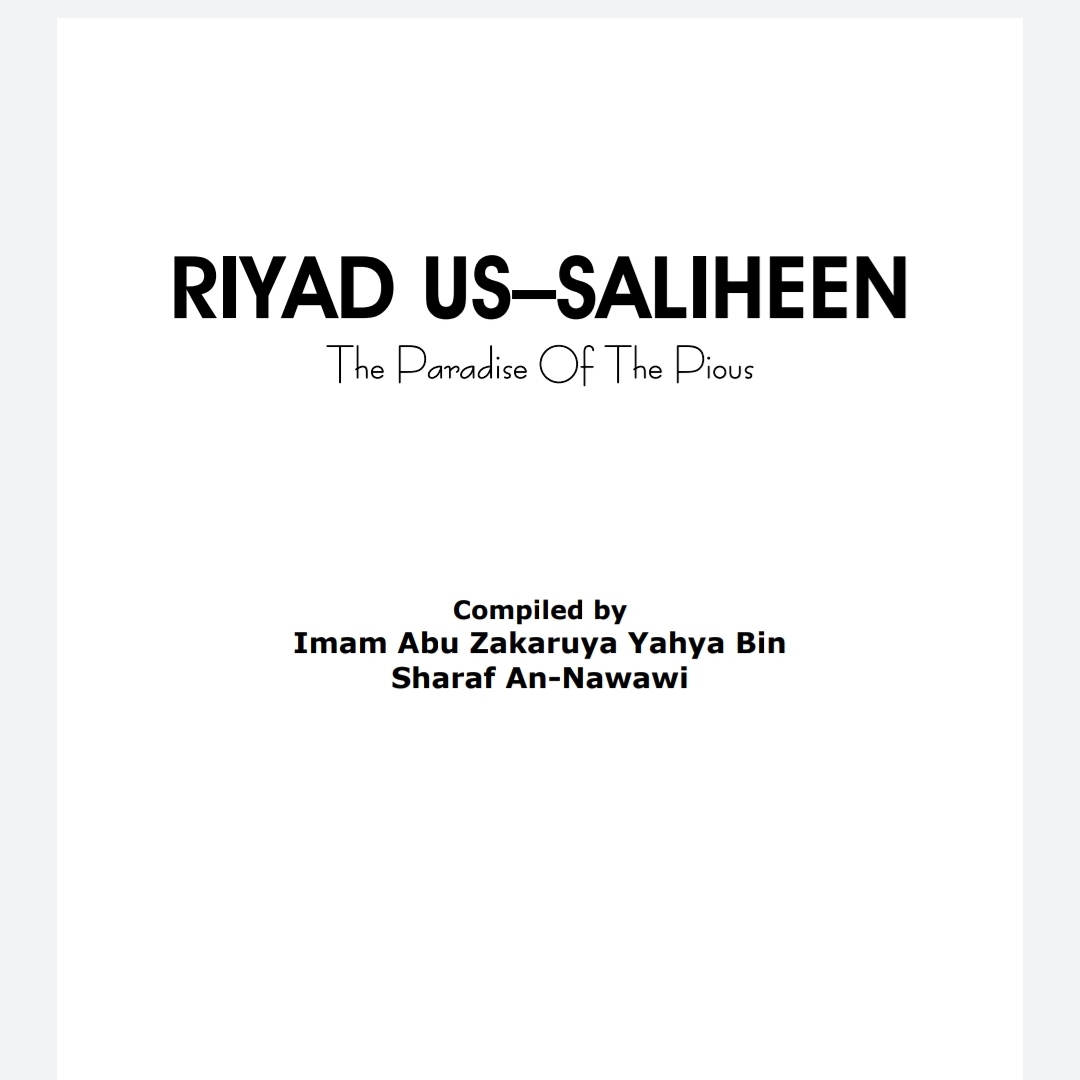 RIYAD US–SALIHEEN
The Paradise Of The Pious
Compiled by
Imam Abu Zakaruya Yahya Bin
Sharaf An-Nawawi